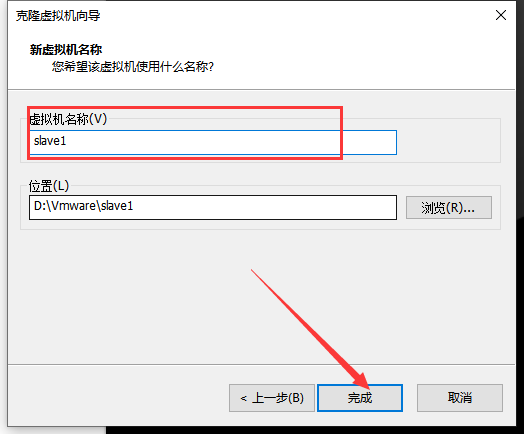 克隆虚拟机向导
新虚拟机名称
您希望该虚拟机使用什么名称?
虚拟机名称(V)
slave1
位置(L)
D:\Vmware\slave1
浏览(R)...
< 上一步(B)
完成
取消